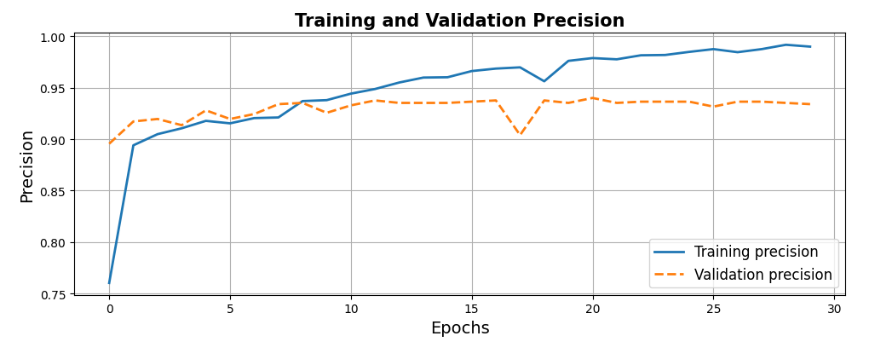 Training and Validation Precision
1.00
0.95
0.90
0.85
0.80
0.75
Precision
Training precision
Validation precision
0 5 10 15 20 25 30
Epochs